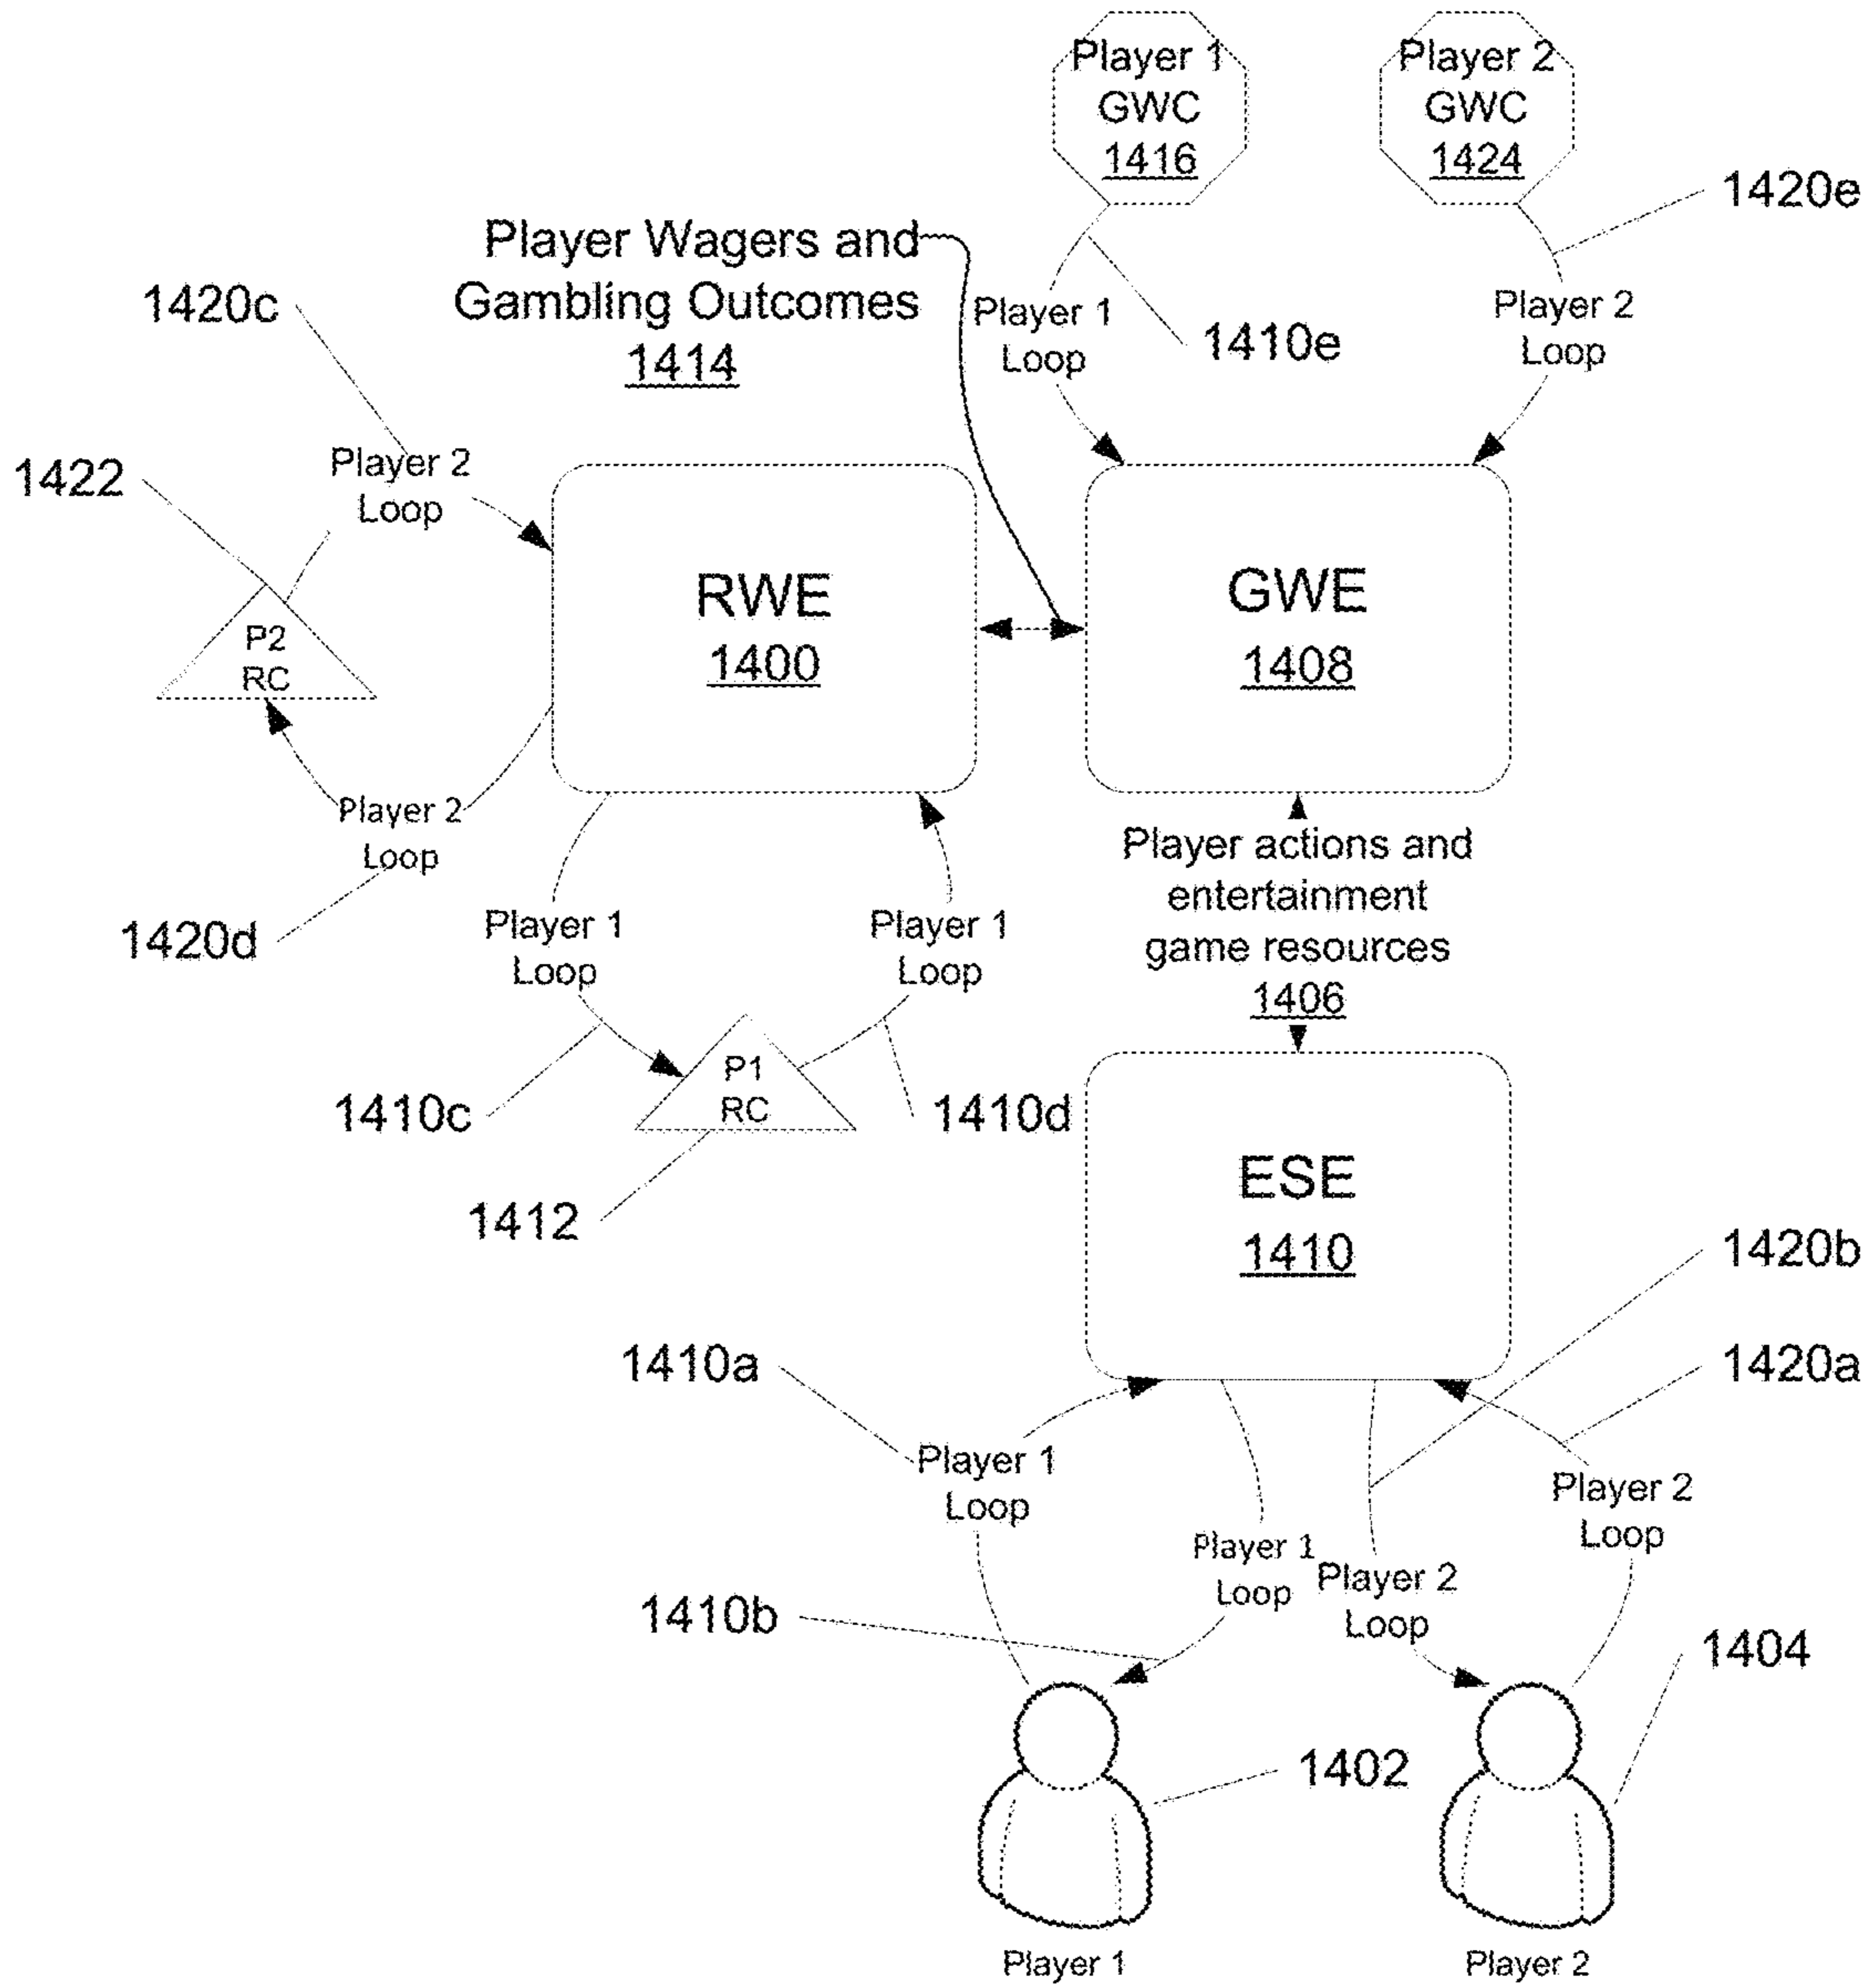 Player 1
GWC
1416
Player 2
GWC
1424
1420e
Player Wagers and
Gambling Outcomes
1414
1420c
Player 1
Loop
1410e
Player 2
Loop
1422
Player 2
Loop
RWE
1400
GWE
1408
P2
RC
Player 2
Loop
1420d
Player 1
Loop
Player 1
Loop
Player actions and
entertainment
game resources
1406
P1
RC
1410c
1410d
1412
ESE
1410
1420b
1420a
1410a
Player 1
Loop
Player 1
Loop
Player 2
Loop
Player 2
Loop
1410b
1404
1402
Player 1
Player 2